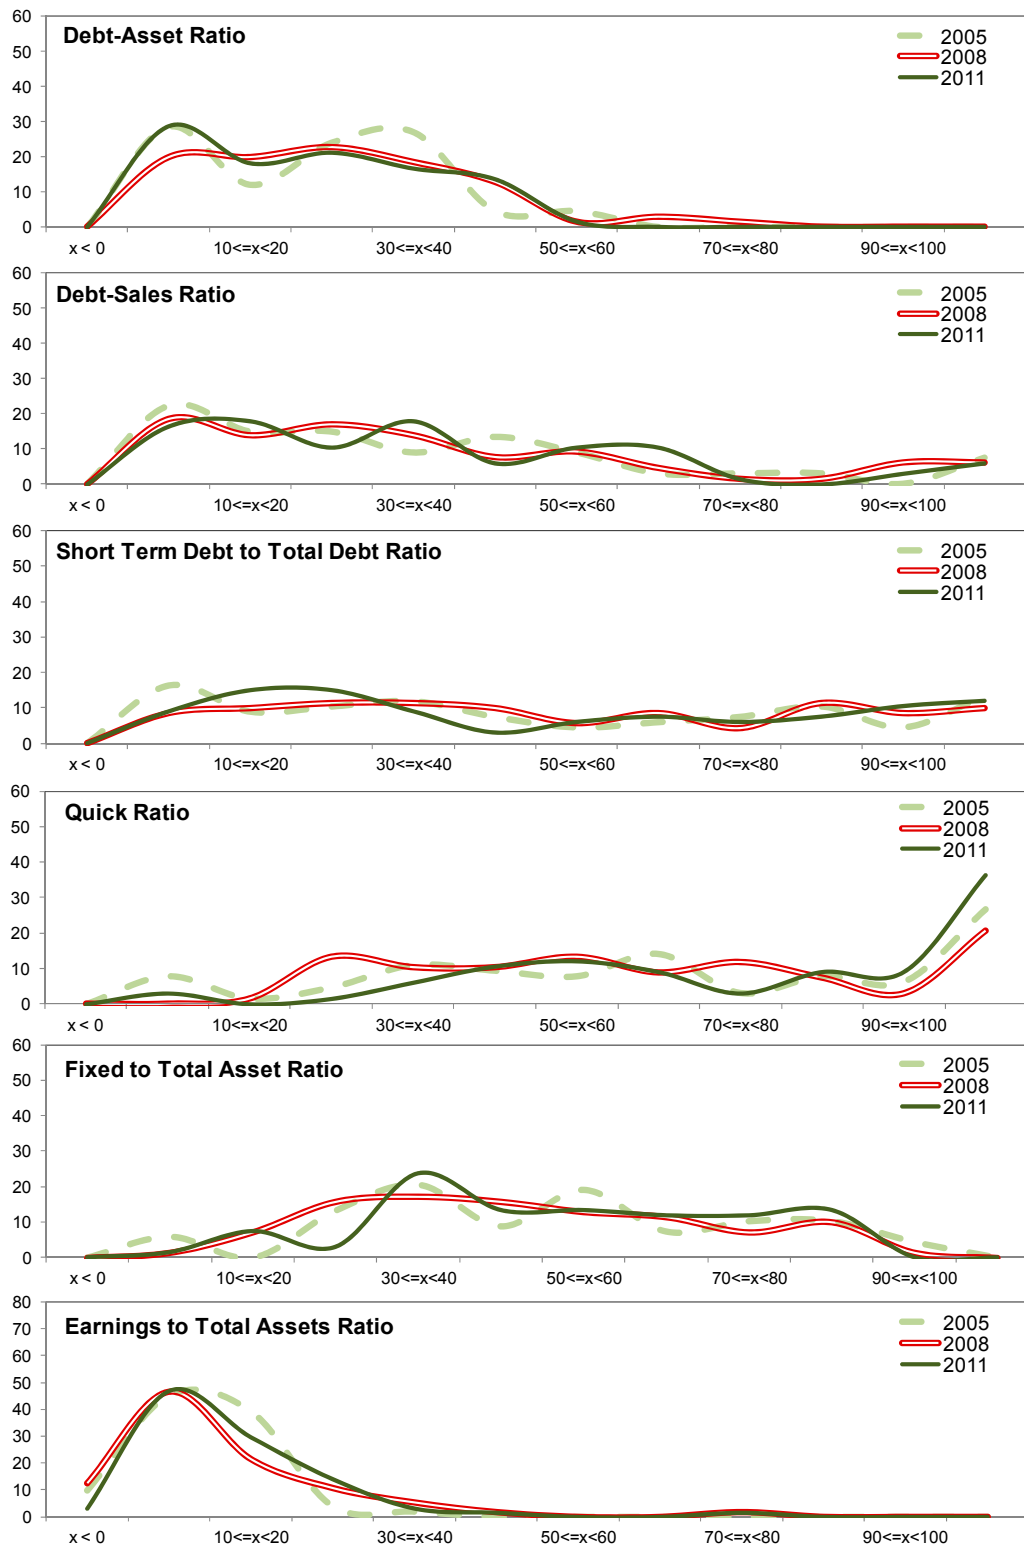 Debt-Asset Ratio
2005
2008
2011
60
50
40
30
20
10
0
x < 0
10<=x<20
30<=x<40
50<=x<60
70<=x<80
90<=x<100
Debt-Sales Ratio
2005
2008
2011
60
50
40
30
20
10
0
x < 0
10<=x<20
30<=x<40
50<=x<60
70<=x<80
90<=x<100
Short Term Debt to Total Debt Ratio
2005
2008
2011
60
50
40
30
20
10
0
x < 0
10<=x<20
30<=x<40
50<=x<60
70<=x<80
90<=x<100
Quick Ratio
2005
2008
2011
60
50
40
30
20
10
0
x < 0
10<=x<20
30<=x<40
50<=x<60
70<=x<80
90<=x<100
Fixed to Total Asset Ratio
2005
2008
2011
60
50
40
30
20
10
0
x < 0
10<=x<20
30<=x<40
50<=x<60
70<=x<80
90<=x<100
Earnings to Total Assets Ratio
2005
2008
2011
80
70
60
50
40
30
20
10
0
x < 0
10<=x<20
30<=x<40
50<=x<60
70<=x<80
90<=x<100